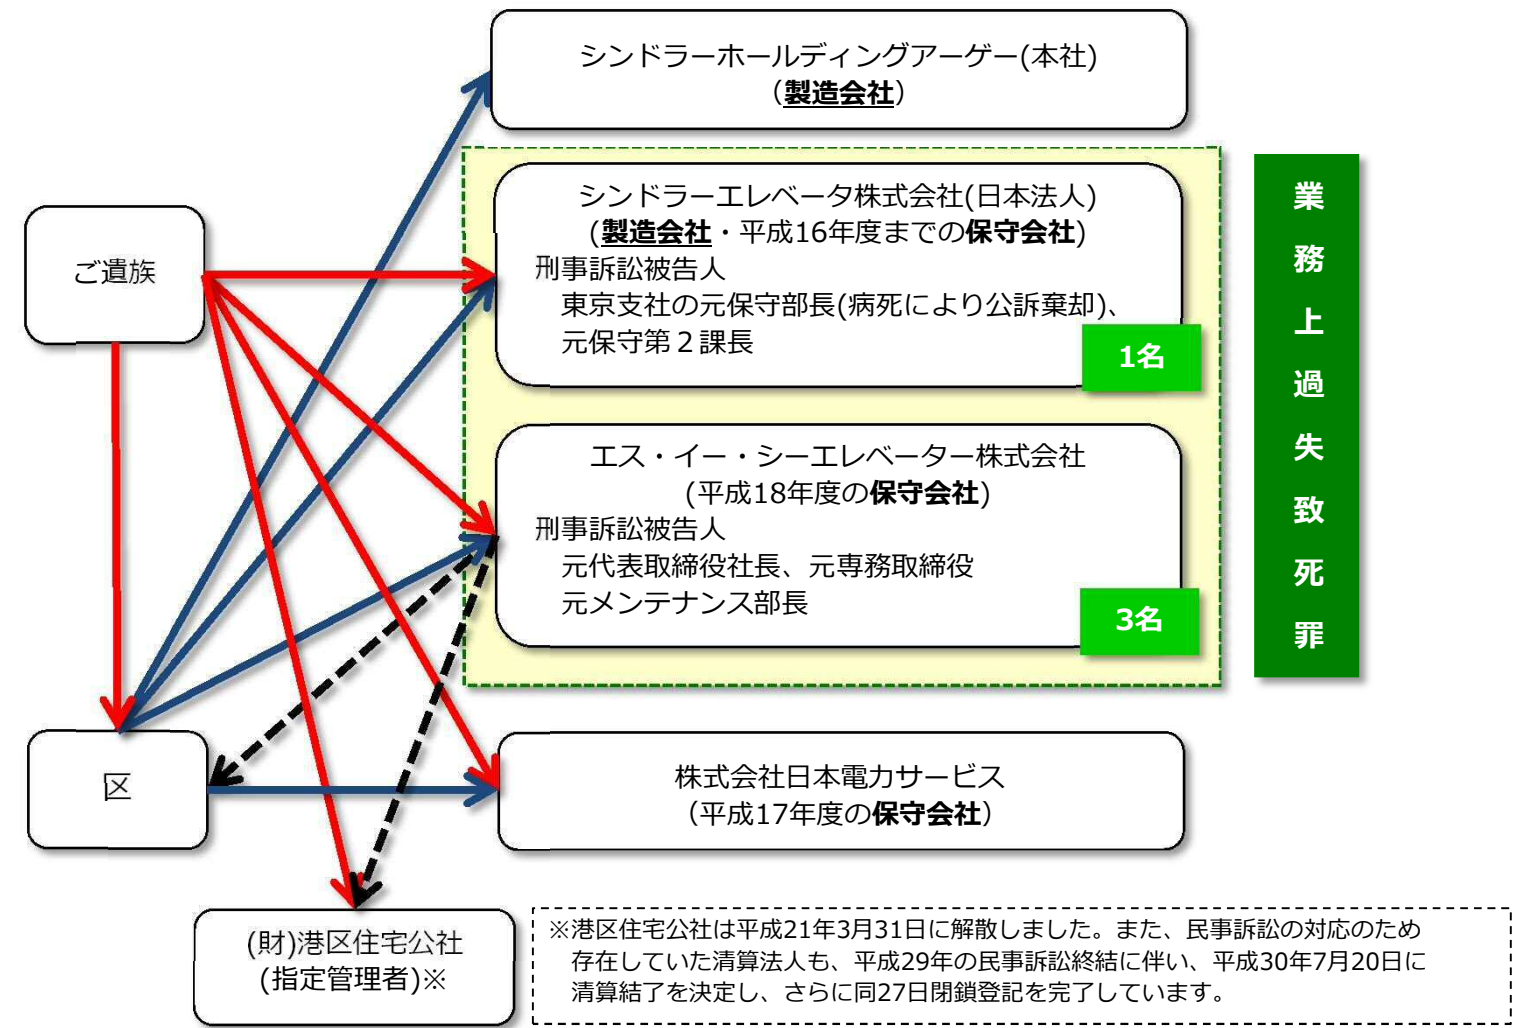 シンドラーホールディングアーゲー(本社)
（製造会社）
シンドラーエレベータ株式会社(日本法人)
(製造会社・平成16年度までの保守会社)
刑事訴訟被告人
東京支社の元保守部長(病死により公訴棄却)、
元保守第２課長
1名
ご遺族
エス・イー・シーエレベーター株式会社
(平成18年度の保守会社)
刑事訴訟被告人
元代表取締役社長、元専務取締役
元メンテナンス部長
3名
業務上過失致死罪
区
株式会社日本電力サービス
（平成17年度の保守会社）
(財)港区住宅公社
(指定管理者)※
※港区住宅公社は平成21年3月31日に解散しました。また、民事訴訟の対応のため
存在していた清算法人も、平成29年の民事訴訟終結に伴い、平成30年7月20日に
清算結了を決定し、さらに同27日閉鎖登記を完了しています。